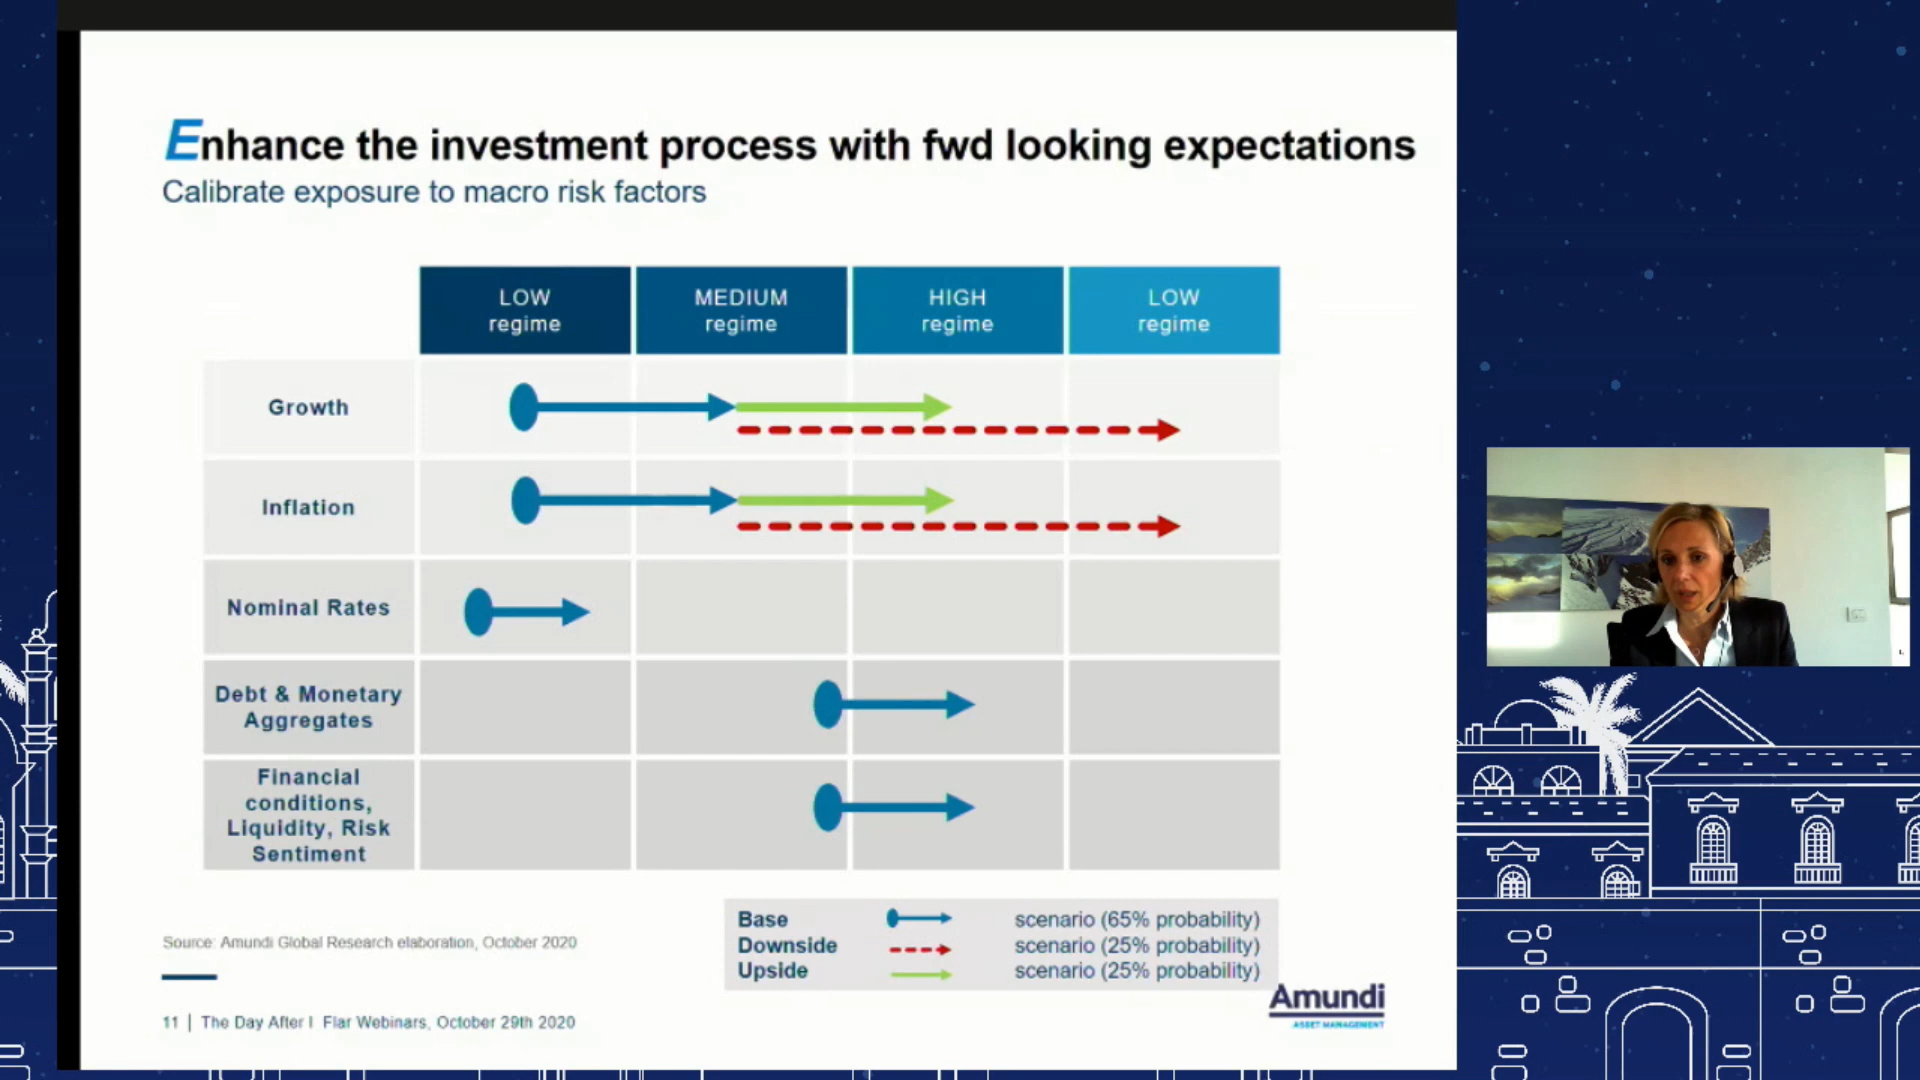 Enhance the investment process with fwd looking expectations
Calibrate exposure to macro risk factors
LOW
regime
MEDIUM
regime
HIGH
regime
LOW
regime
Growth
Inflation
Nominal Rates
Debt & Monetary
Aggregates
Financial
conditions,
Liquidity, Risk
Sentiment
Base scenario (65% probability)
Downside scenario (25% probability)
Upside scenario (25% probability)
Source: Amundi Global Research elaboration, October 2020
Amundi
ASSET MANAGEMENT
11 | The Day After I Flar Webinars, October 29th 2020